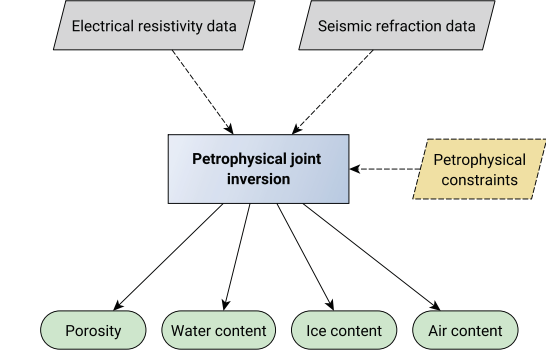 Electrical resistivity data
Seismic refraction data
Petrophysical joint
inversion
Petrophysical
constraints
Porosity
Water content
Ice content
Air content